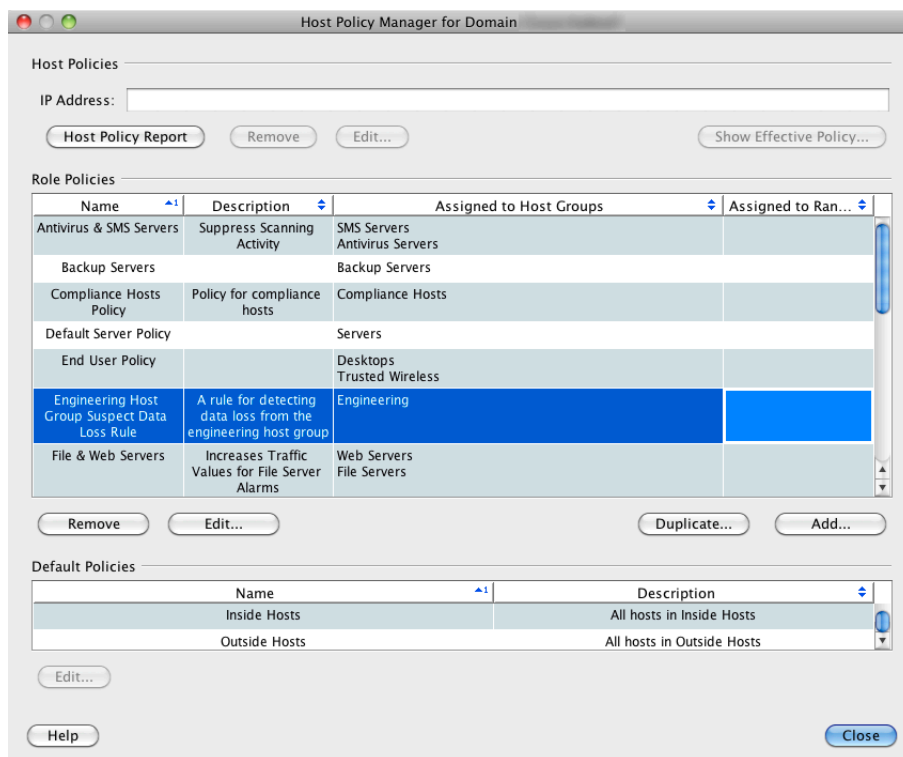 Host Policy Manager for Domain
Host Policies
IP Address:
Host Policy Report
Remove
Edit...
Show Effective Policy...
Role Policies
Name
1
Description
Assigned to Host Groups
Assigned to Ran...
Antivirus & SMS Servers
Suppress Scanning
Activity
SMS Servers
Antivirus Servers
Backup Servers
Backup Servers
Compliance Hosts
Policy
Policy for compliance
hosts
Compliance Hosts
Default Server Policy
Servers
End User Policy
Desktops
Trusted Wireless
Engineering Host
Group Suspect Data
Loss Rule
A rule for detecting
data loss from the
engineering host group
Engineering
File & Web Servers
Increases Traffic
Values for File Server
Alarms
Web Servers
File Servers
Remove
Edit...
Duplicate...
Add...
Default Policies
Name
1
Description
Inside Hosts
All hosts in Inside Hosts
Outside Hosts
All hosts in Outside Hosts
Edit...
Help
Close